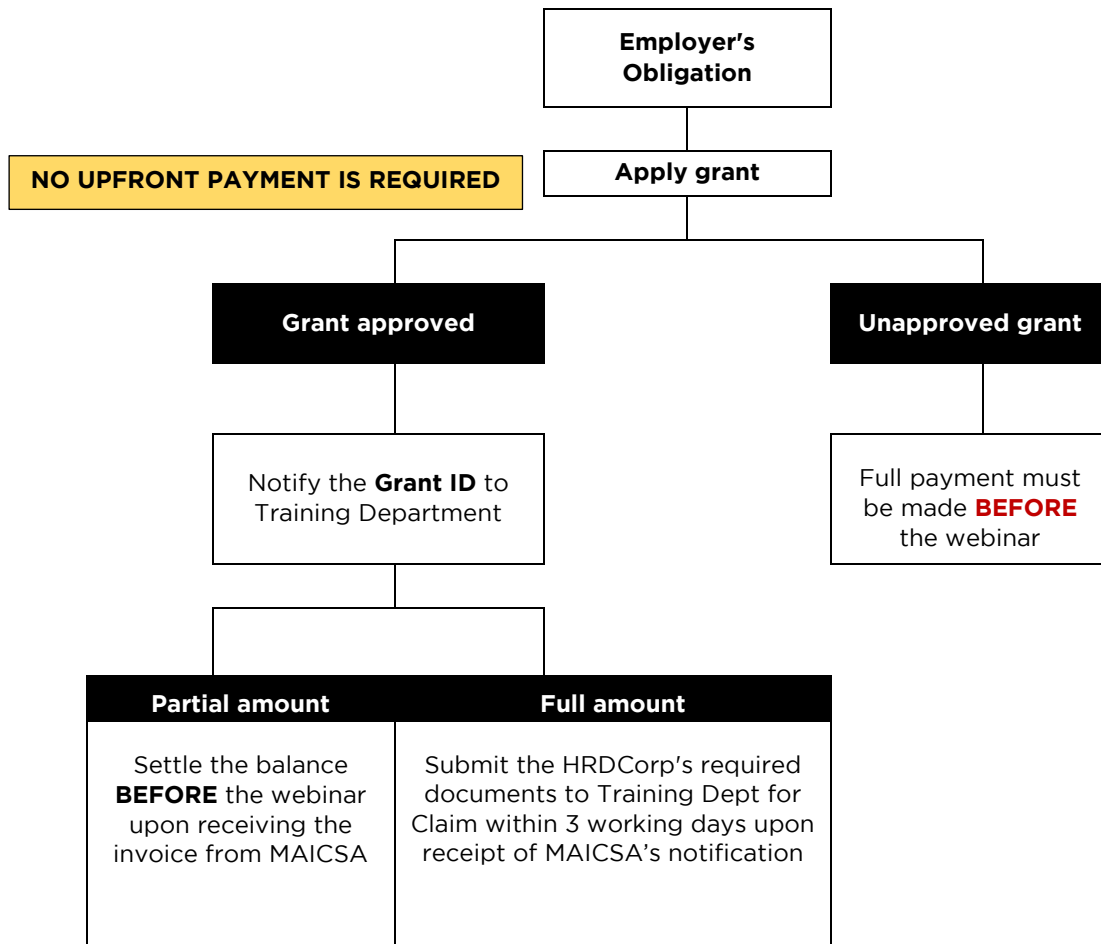 Employer's
Obligation
NO UPFRONT PAYMENT IS REQUIRED
Apply grant
Grant approved
Unapproved grant
Notify the Grant ID to
Training Department
Full payment must
be made BEFORE
the webinar
Partial amount
Full amount
Settle the balance
BEFORE the webinar
upon receiving the
invoice from MAICSA
Submit the HRDCorp's required
documents to Training Dept for
Claim within 3 working days upon
receipt of MAICSA’s notification